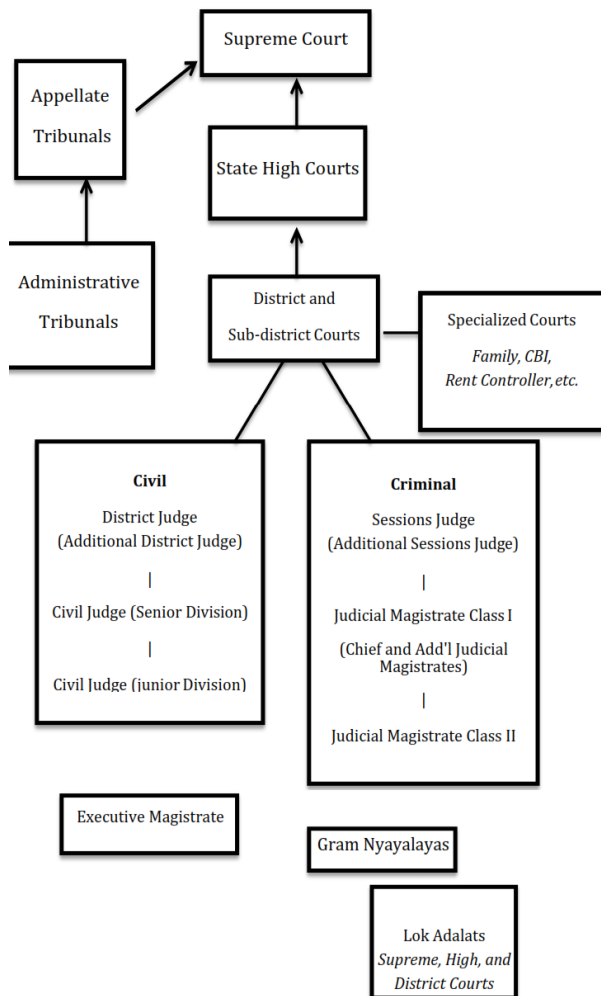 Supreme Court
Appellate
Tribunals
State High Courts
Administrative
Tribunals
District and
Sub-district Courts
Specialized Courts
Family, CBI,
Rent Controller, etc.
Civil
District Judge
(Additional District Judge)
|
Civil Judge (Senior Division)
|
Civil Judge (junior Division)
Criminal
Sessions Judge
(Additional Sessions Judge)
|
Judicial Magistrate Class I
(Chief and Add'l Judicial
Magistrates)
|
Judicial Magistrate Class II
Executive Magistrate
Gram Nyayalayas
Lok Adalats
Supreme, High, and
District Courts